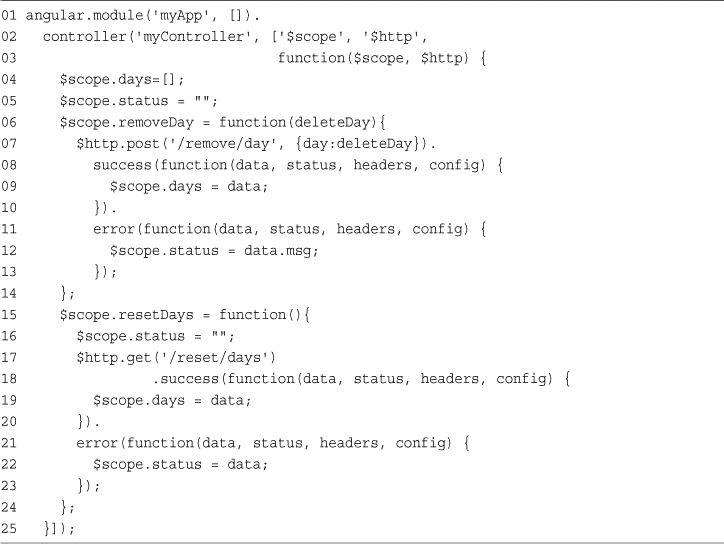 01 angular.module('myApp', []).
02   controller('myController', ['$scope', '$http',
03                               function($scope, $http) {
04     $scope.days=[];
05     $scope.status = "";
06     $scope.removeDay = function(deleteDay){
07       $http.post('/remove/day', {day:deleteDay}).
08         success(function(data, status, headers, config) {
09           $scope.days = data;
10         }).
11         error(function(data, status, headers, config) {
12           $scope.status = data.msg;
13         });
14     };
15     $scope.resetDays = function(){
16       $scope.status = "";
17       $http.get('/reset/days')
18                .success(function(data, status, headers, config) {
19         $scope.days = data;
20       }).
21       error(function(data, status, headers, config) {
22         $scope.status = data;
23       });
24     };
25   }]);